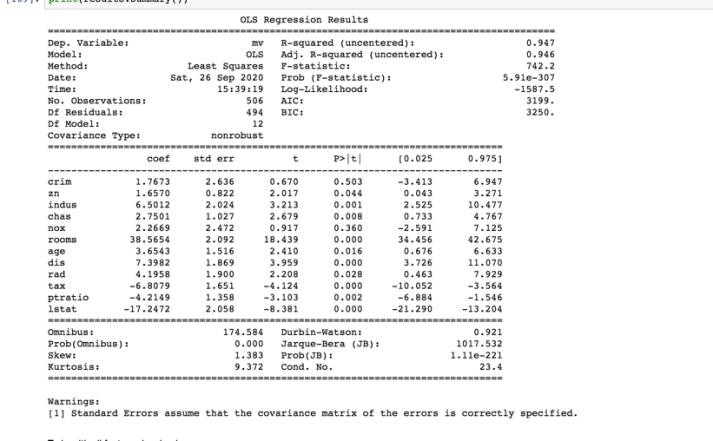 print(results.summary())
OLS Regression Results
Dep. Variable: mv R-squared (uncentered): 0.947
Model: OLS Adj. R-squared (uncentered): 0.946
Method: Least Squares F-statistic: 742.2
Date: Sat, 26 Sep 2020 Prob (F-statistic): 5.91e-307
Time: 15:39:19 Log-Likelihood: -1587.5
No. Observations: 506 AIC: 3199.
Df Residuals: 494 BIC: 3250.
Df Model: 12
Covariance Type: nonrobust
coef std err t P>|t| [0.025 0.975]
crim 1.7673 2.636 0.670 0.503 -3.413 6.947
zn 1.6570 0.822 2.017 0.044 0.043 3.271
indus 6.5012 2.024 3.213 0.001 2.525 10.477
chas 2.7501 1.027 2.679 0.008 0.733 4.767
nox 2.2669 2.472 0.917 0.360 -2.591 7.125
rooms 38.5654 2.092 18.439 0.000 34.456 42.675
age 3.6543 1.516 2.410 0.016 0.676 6.633
dis 7.3982 1.869 3.959 0.000 3.726 11.070
rad 4.1958 1.900 2.208 0.028 0.463 7.929
tax -6.8079 1.651 -4.124 0.000 -10.052 -3.564
ptratio -4.2149 1.358 -3.103 0.002 -6.884 -1.546
lstat -17.2472 2.058 -8.381 0.000 -21.290 -13.204
Omnibus: 174.584 Durbin-Watson: 0.921
Prob(Omnibus): 0.000 Jarque-Bera (JB): 1017.532
Skew: 1.383 Prob(JB): 1.11e-221
Kurtosis: 9.372 Cond. No. 23.4
Warnings:
[1] Standard Errors assume that the covariance matrix of the errors is correctly specified.